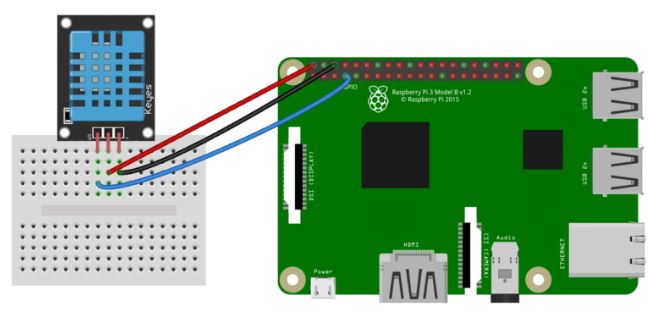 Keyes
S
-
GPIO
Raspberry Pi 3 Model B v1.2
© Raspberry Pi 2015
DSI (DISPLAY)
USB 2x
USB 2x
ETHERNET
Power
HDMI
CSI (CAMERA)
Audio